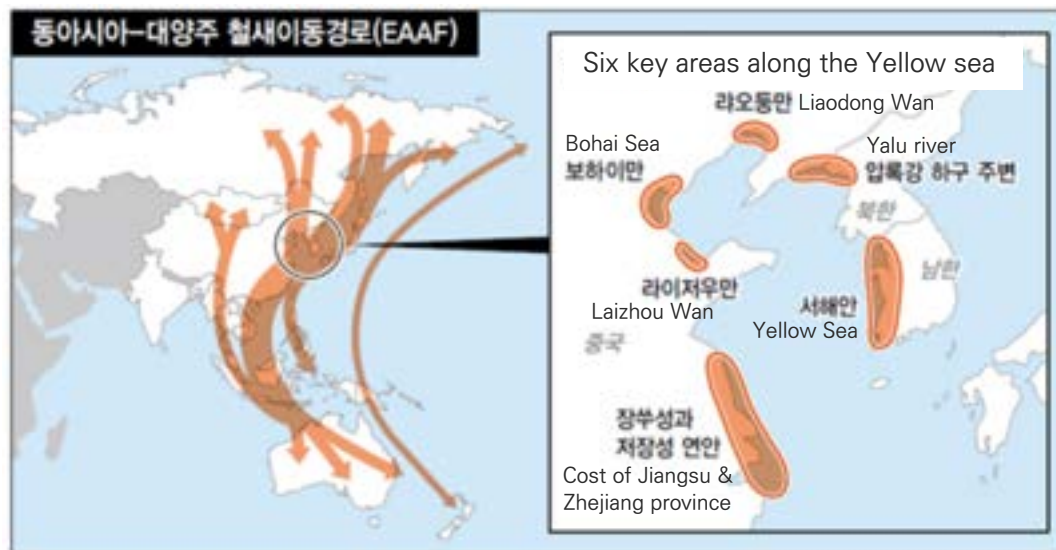 동아시아-대양주 철새이동경로(EAAF)
Six key areas along the Yellow sea
랴오둥만 Liaodong Wan
Bohai Sea
보하이만
Yalu river
압록강 하구 주변
북한
남한
라이저우만
Laizhou Wan
서해안
Yellow Sea
중국
장쑤성과
저장성 연안
Cost of Jiangsu &
Zhejiang province